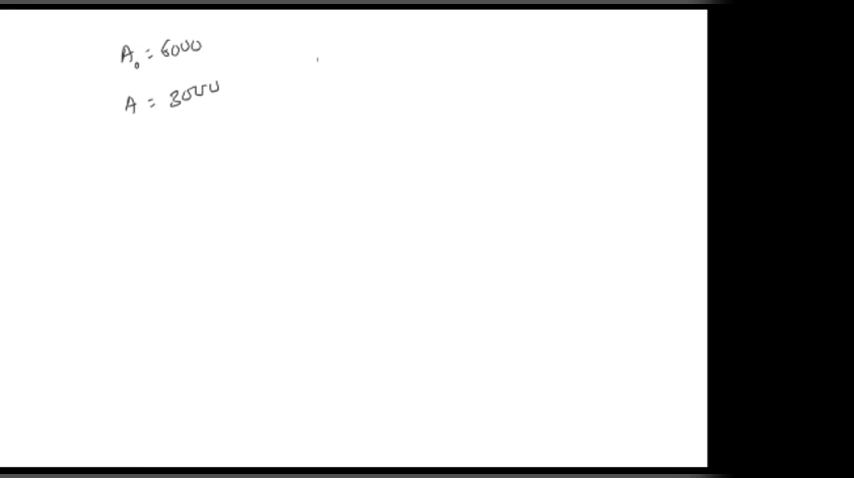 A₀ = 6000
A = 3000